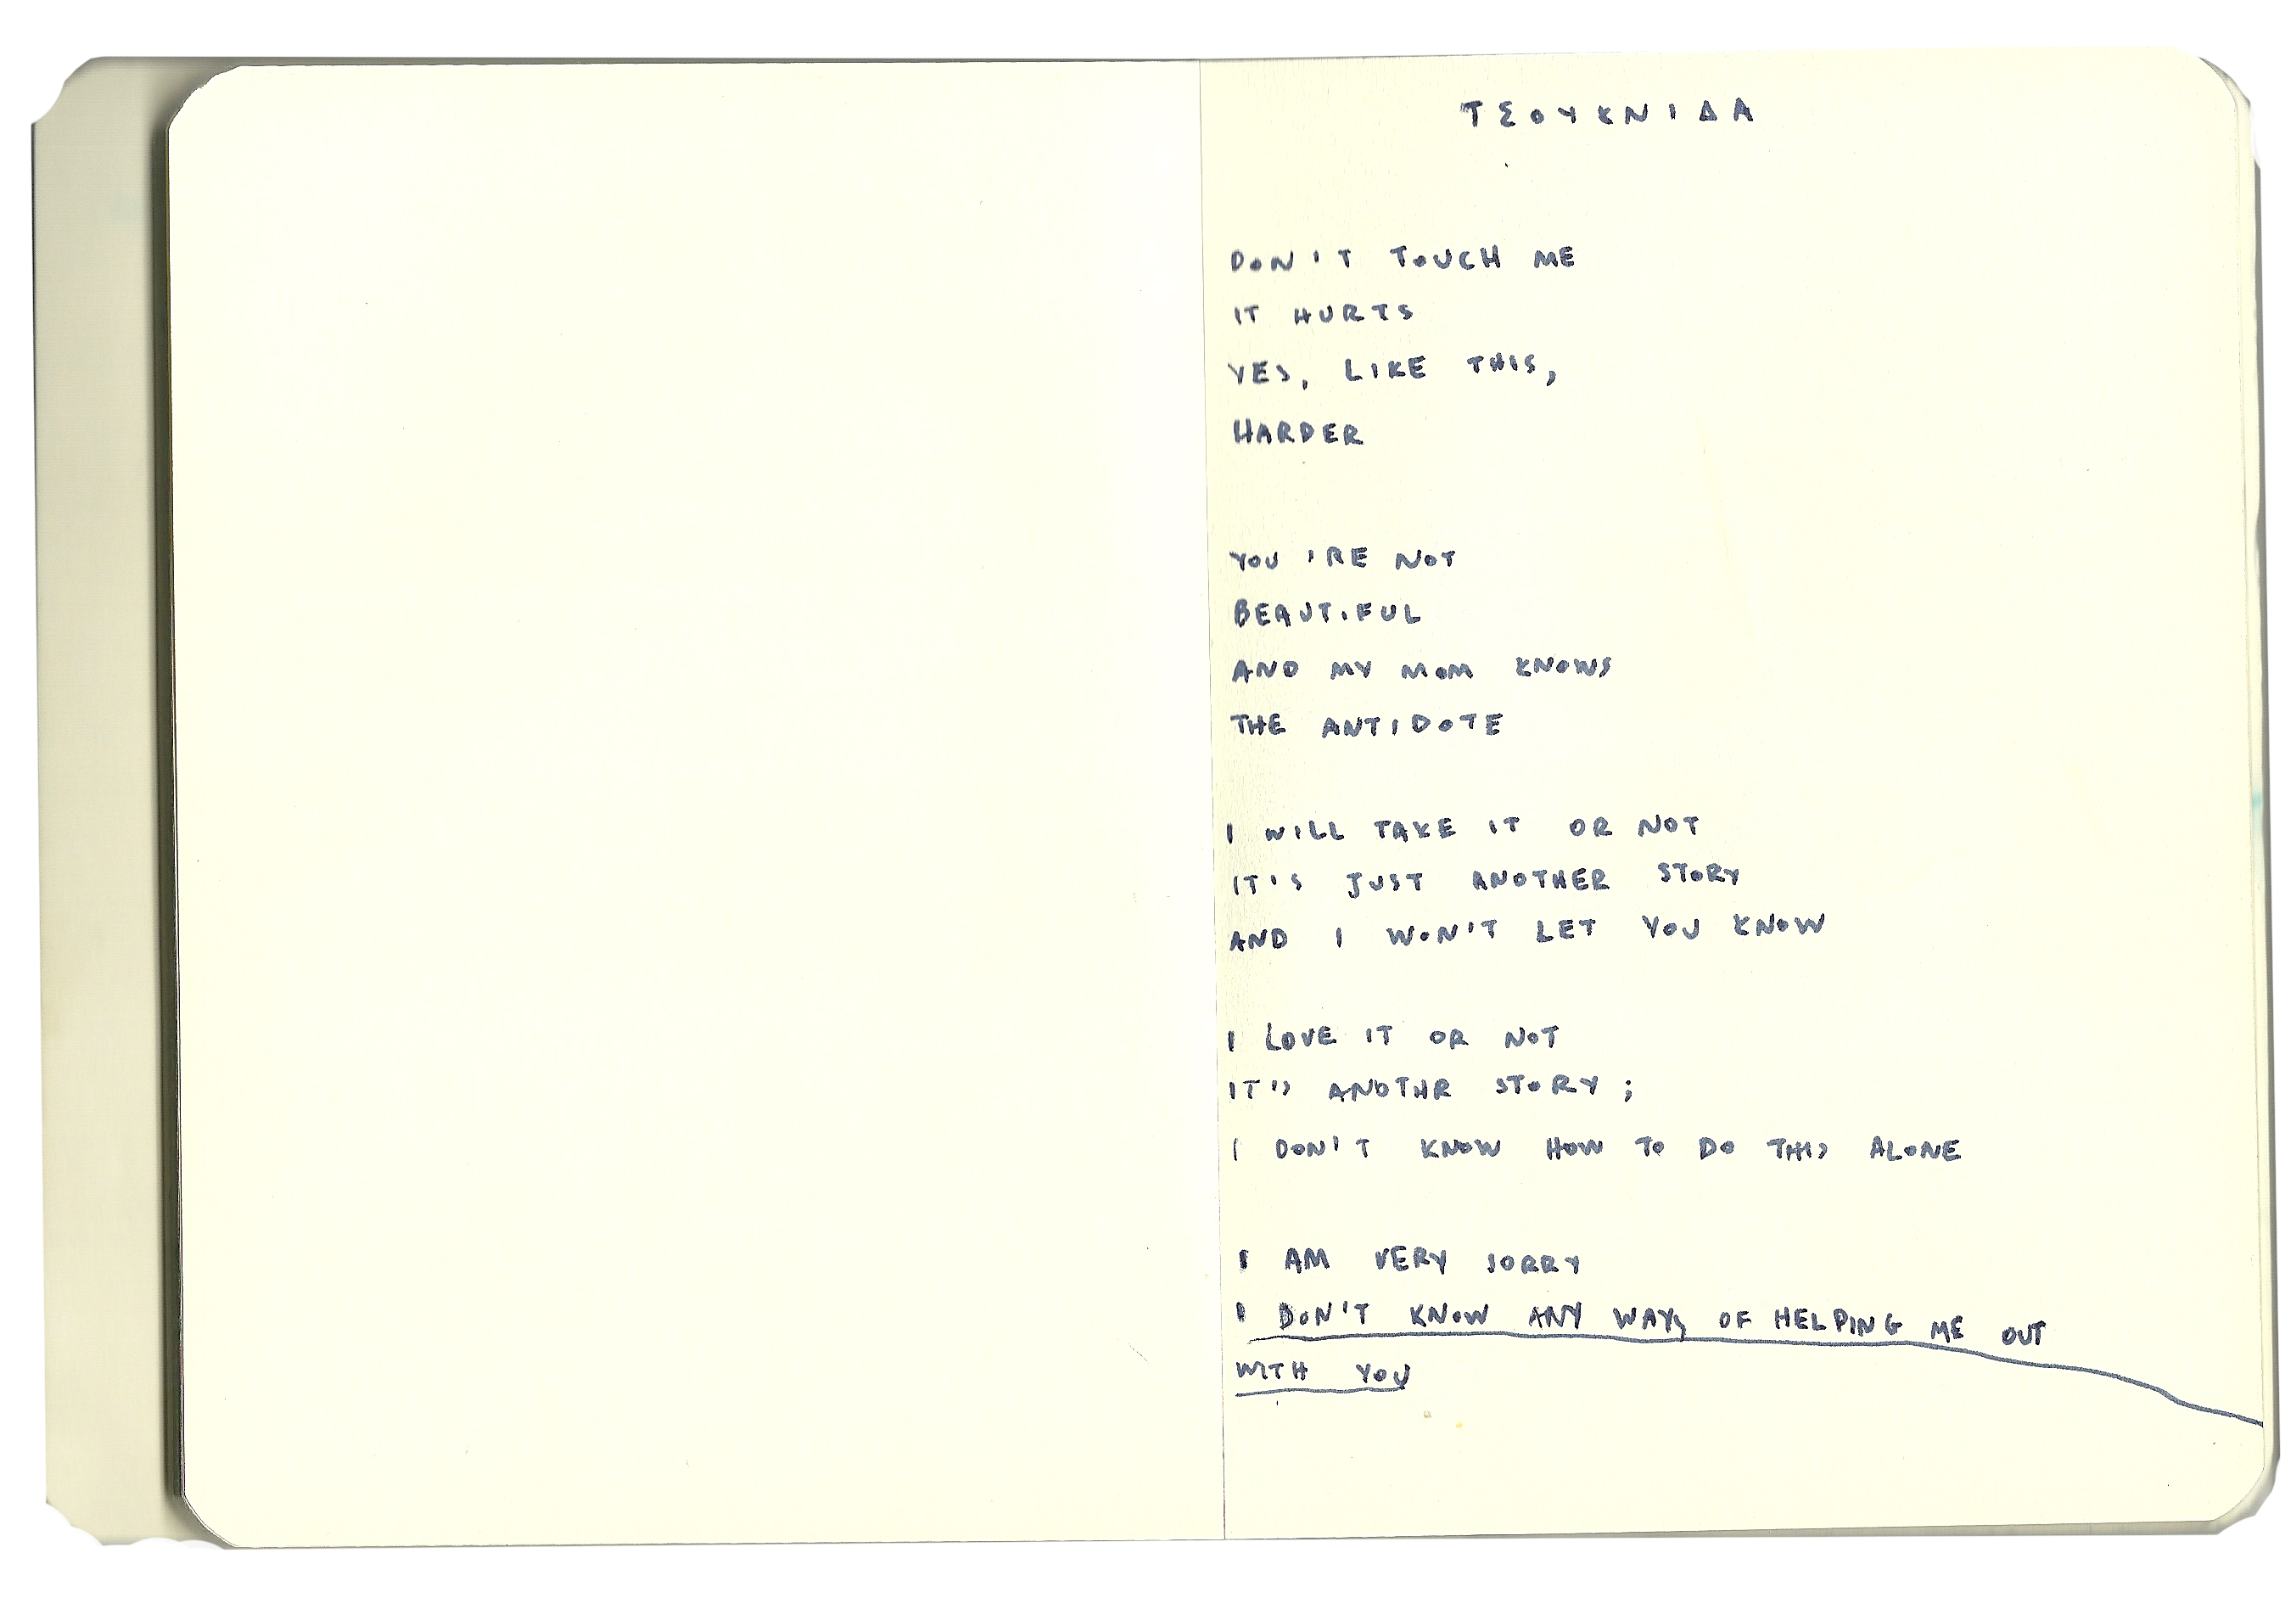 ΤΣΟΥΚΝΙΔΑ
DON'T TOUCH ME
IT HURTS
YES, LIKE THIS,
HARDER
YOU 'RE NOT
BEAUTIFUL
AND MY MOM KNOWS
THE ANTIDOTE
I WILL TAKE IT OR NOT
IT'S JUST ANOTHER STORY
AND I WON'T LET YOU KNOW
I LOVE IT OR NOT
IT'S ANOTHR STORY ;
I DON'T KNOW HOW TO DO THIS ALONE
I AM VERY SORRY
I DON'T KNOW ANY WAYS OF HELPING ME OUT
WITH YOU